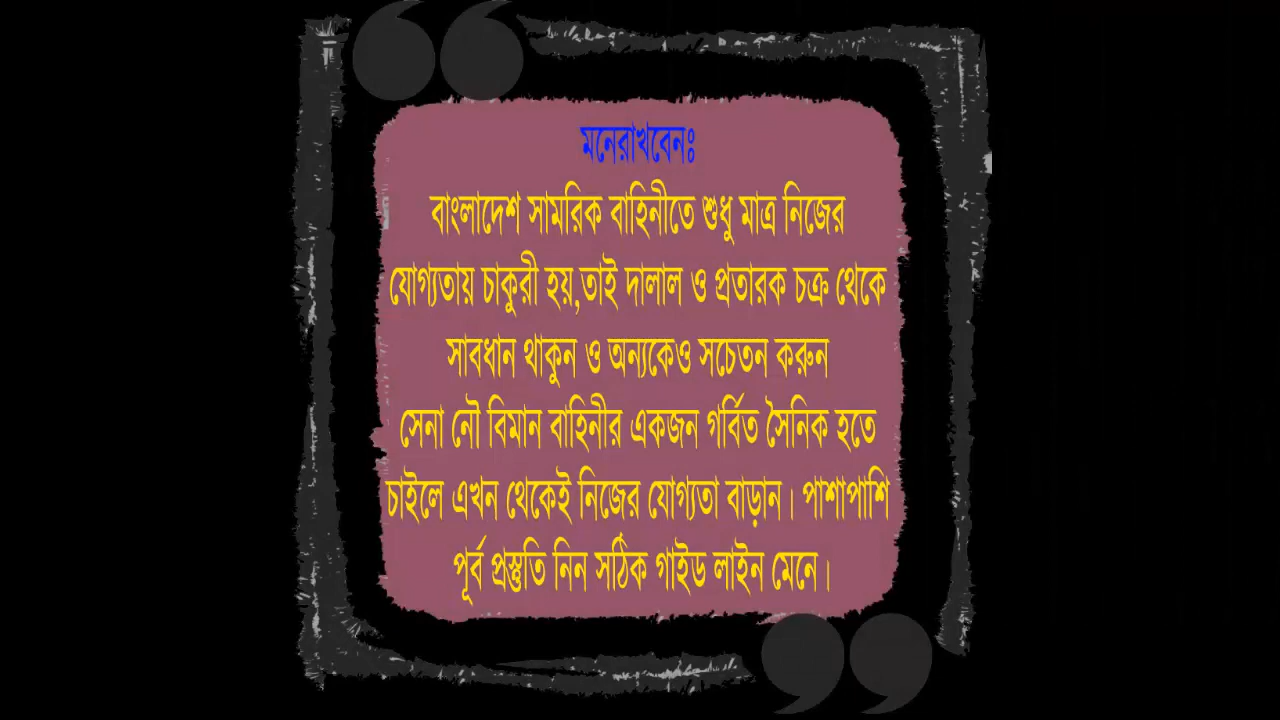 মনেরাখবেনঃ
বাংলাদেশ সামরিক বাহিনীতে শুধু মাত্র নিজের
যোগ্যতায় চাকুরী হয়,তাই দালাল ও প্রতারক চক্র থেকে
সাবধান থাকুন ও অন্যকেও সচেতন করুন
সেনা নৌ বিমান বাহিনীর একজন গর্বিত সৈনিক হতে
চাইলে এখন থেকেই নিজের যোগ্যতা বাড়ান। পাশাপাশি
পূর্ব প্রস্তুতি নিন সঠিক গাইড লাইন মেনে।